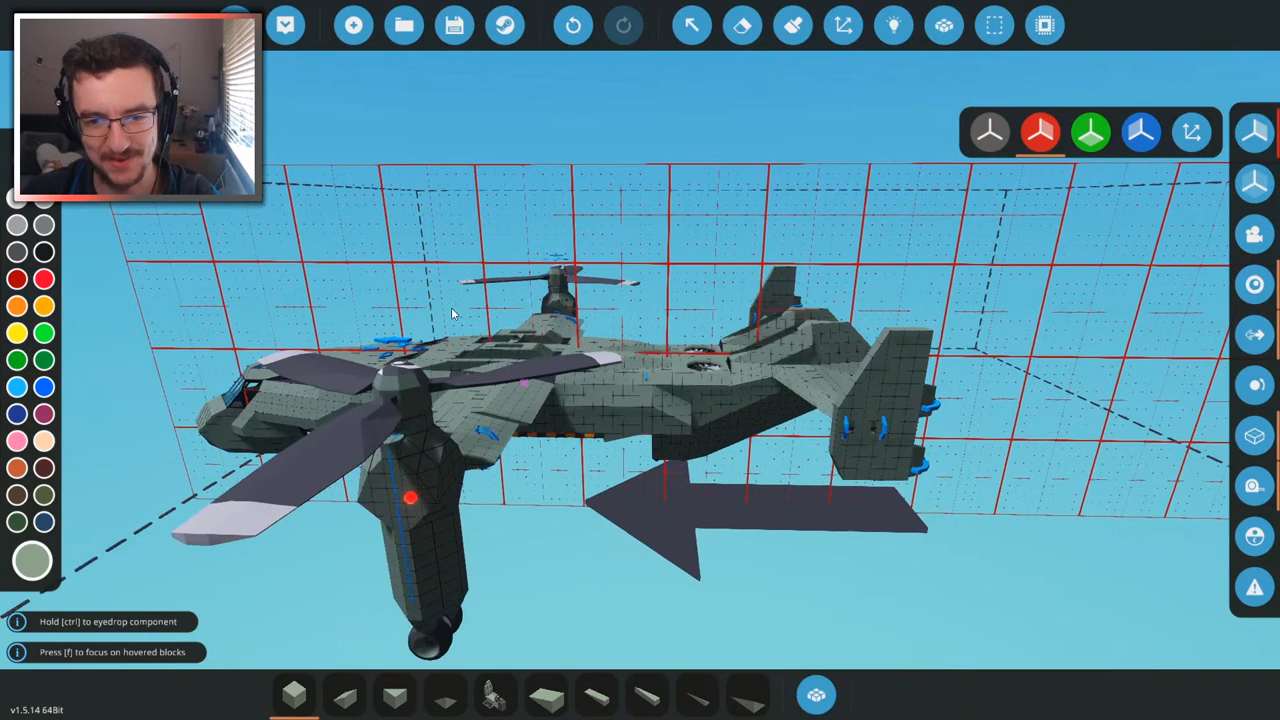 Hold [ctrl] to eyedrop component
Press [f] to focus on hovered blocks
v1.5.14 64Bit